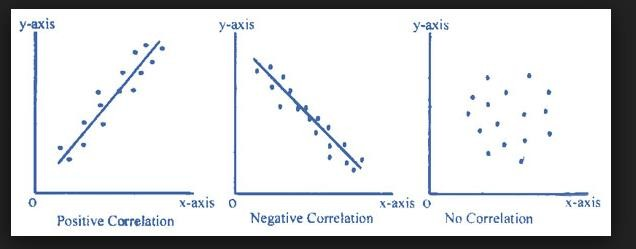 y-axis
O
x-axis
Positive Correlation
y-axis
O
x-axis
Negative Correlation
y-axis
O
x-axis
No Correlation